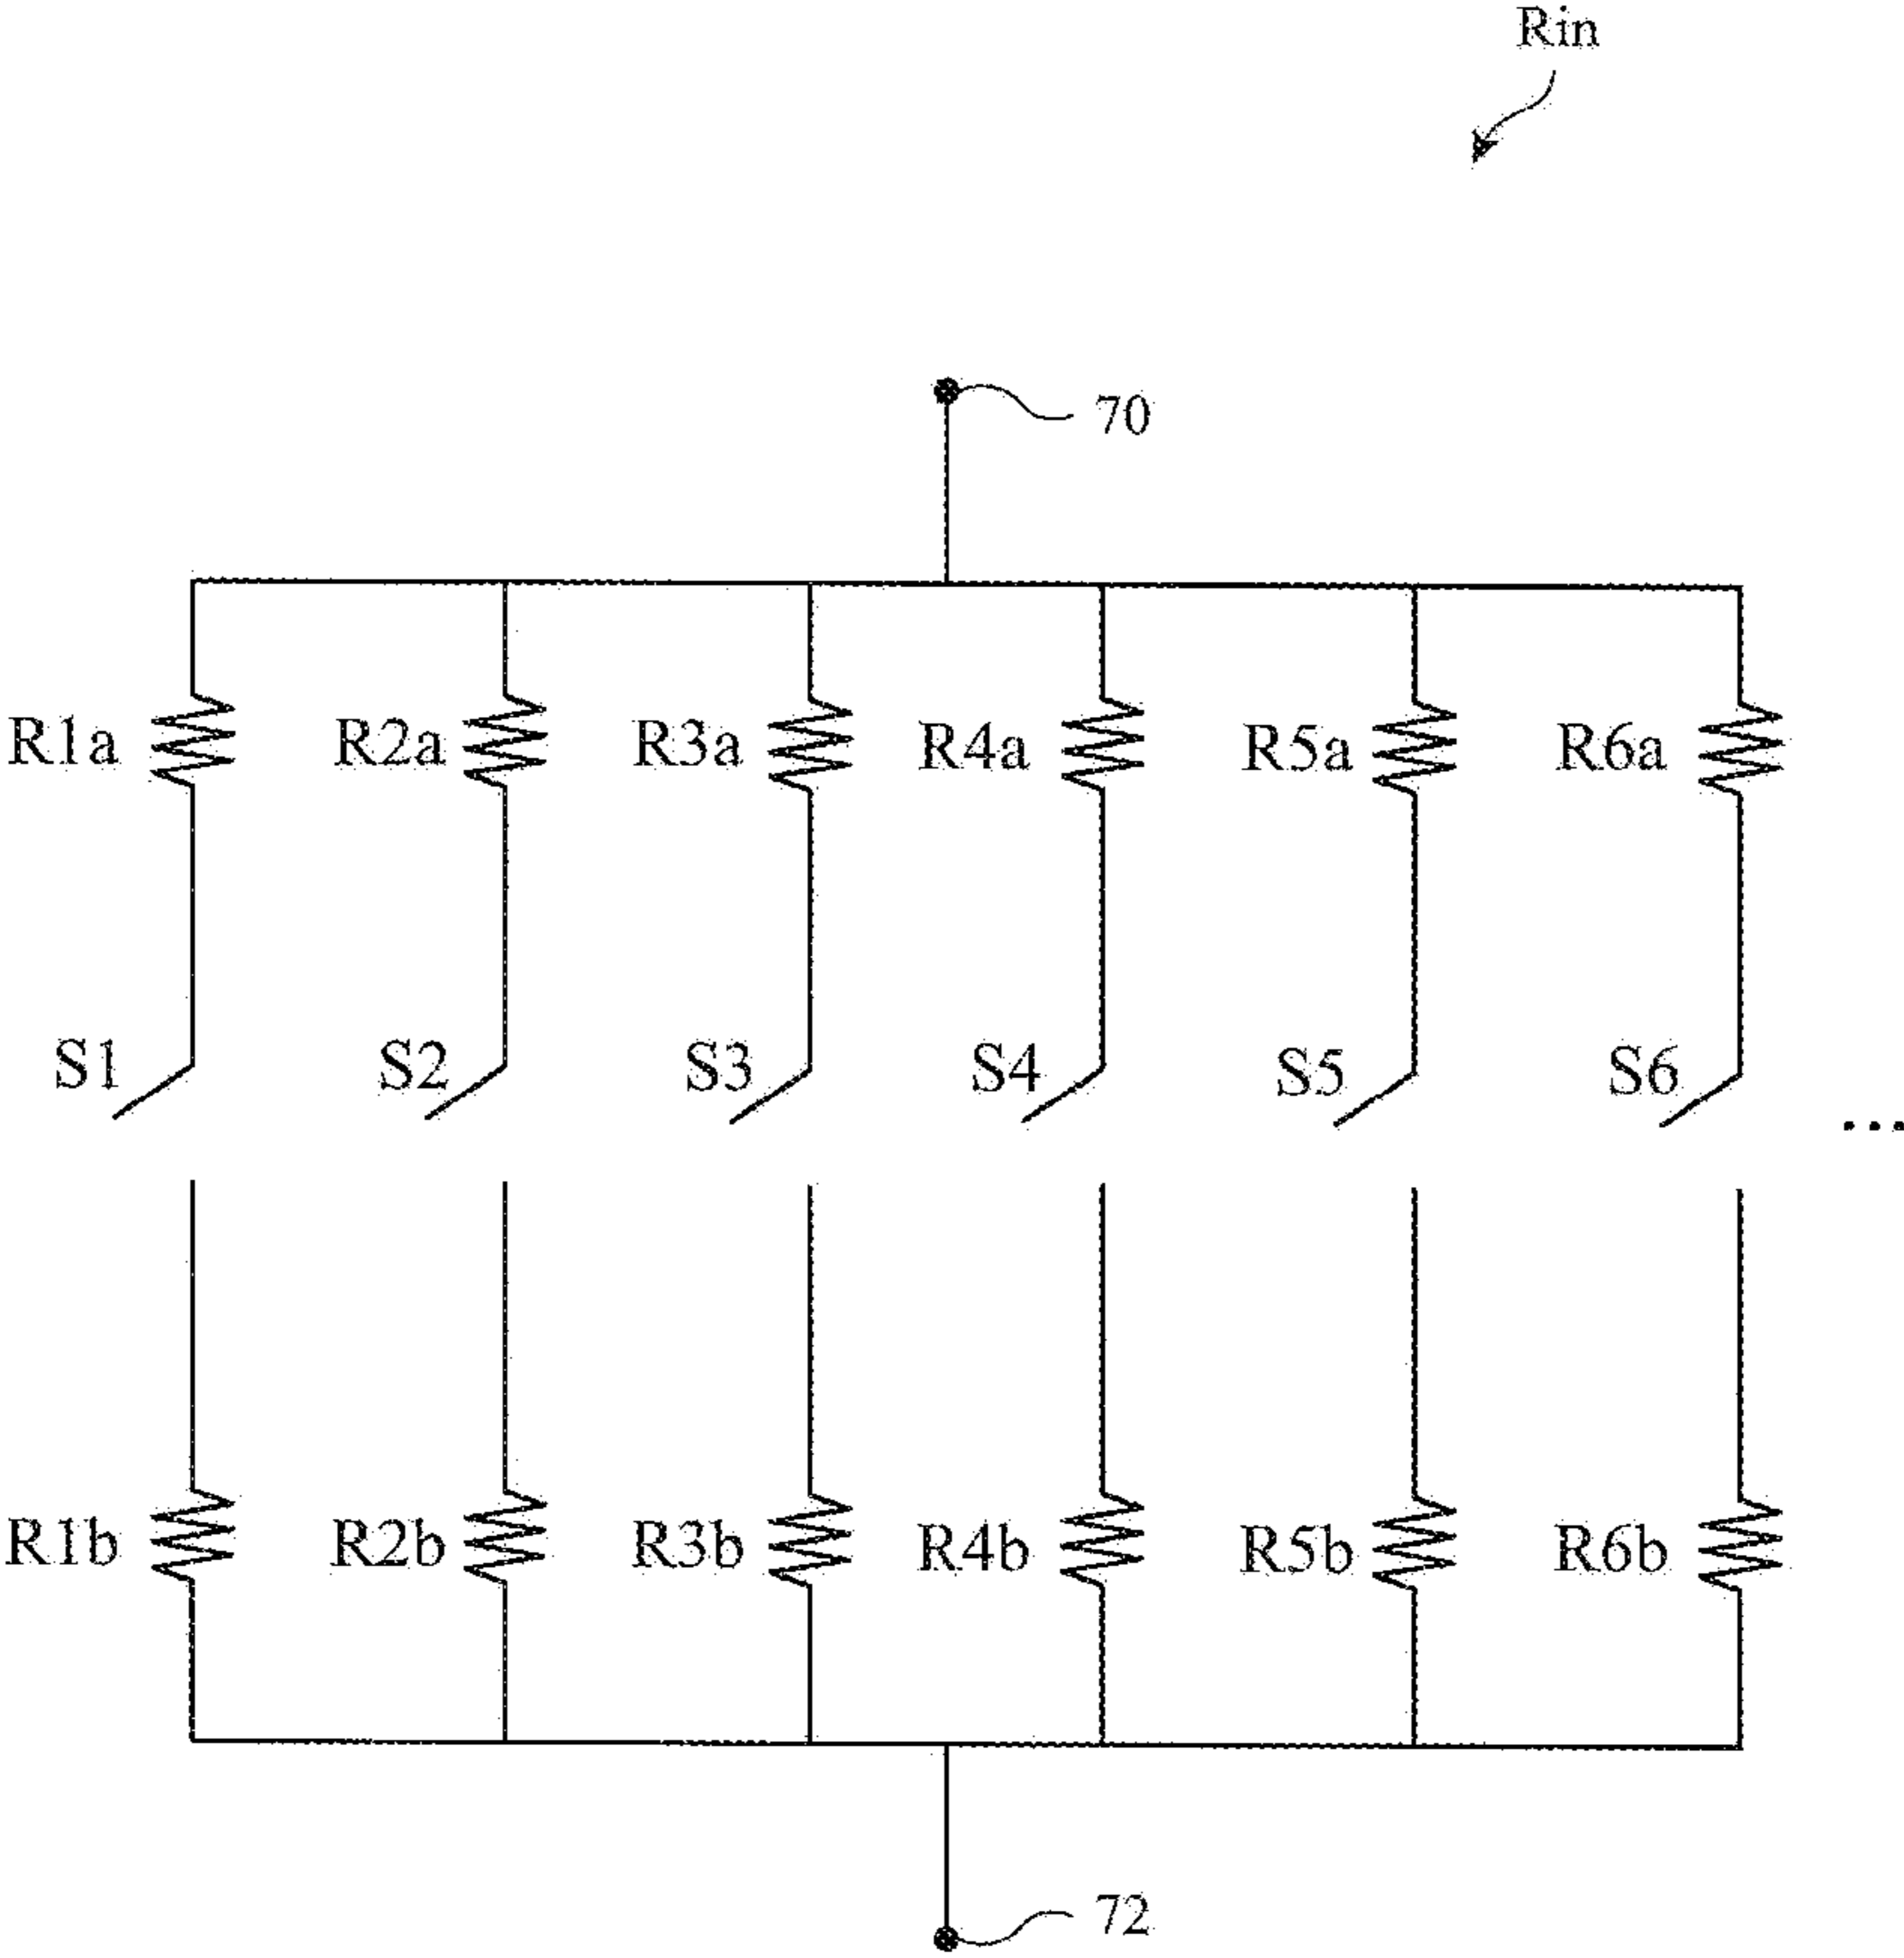 Rin
70
R1a R2a R3a R4a R5a R6a
S1 S2 S3 S4 S5 S6 ...
R1b R2b R3b R4b R5b R6b
72